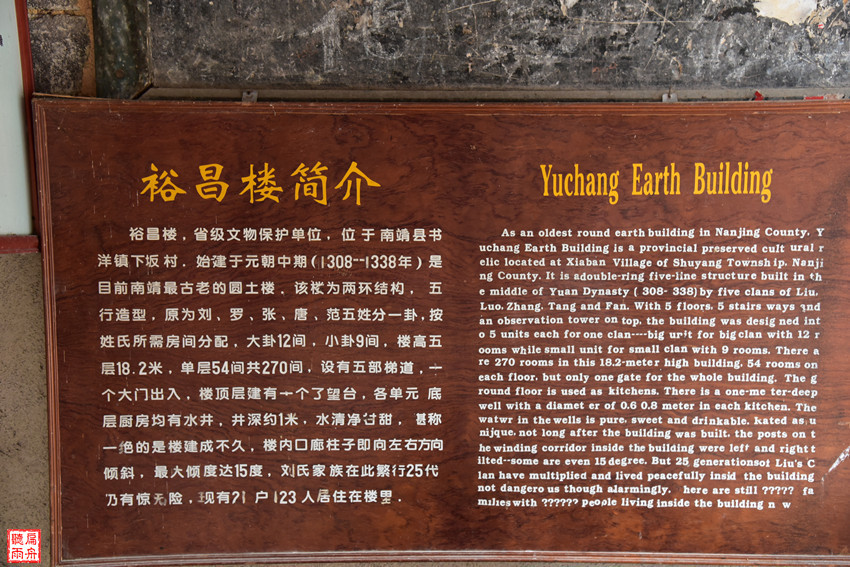 裕昌楼简介
裕昌楼，省级文物保护单位，位于南靖县书
洋镇下坂村，始建于元朝中期(1308--1338年)是
目前南靖最古老的圆土楼，该楼为两环结构，五
行造型，原为刘、罗、张、唐、范五姓分一卦，按
姓氏所需房间分配，大卦12间，小卦9间，楼高五
层18.2米，单层54间共270间，设有五部梯道，一
个大门出入，楼顶层建有一个了望台，各单元 底
层厨房均有水井，井深约1米，水清净甘甜，甚称
一绝的是楼建成不久，楼内口廊柱子即向左右方向
倾斜，最大倾度达15度，刘氏家族在此繁行25代
仍有惊无险，现有21 户 123 人居住在楼里．
Yuchang Earth Building
As an oldest round earth building in Nanjing County, Y
uchang Earth Building is a provincial preserved cult ural r
elic located at Xiaban Village of Shuyang Township, Nanji
ng County. It is adouble-ring five-line structure built in th
e middle of Yuan Dynasty ( 308- 338) by five clans of Liu,
Luo, Zhang, Tang and Fan. With 5 floors, 5 stairs ways and
an observation tower on top, the building was desig ned int
o 5 units each for one clan----big unit for big clan with 12 r
ooms while small unit for small clan with 9 rooms. There a
re 270 rooms in this 18.2-meter high building, 54 rooms on
each floor, but only one gate for the whole building. The g
round floor is used as kitchens. There is a one-me ter-deep
well with a diamet er of 0.6 0.8 meter in each kitchen. The
watwr in the wells is pure, sweet and drinkable. kated as u
nijque, not long after the building was built, the posts on t
he winding corridor inside the building were left and right t
ilted--some are even 15 degree. But 25 generationsof Liu's C
lan have multiplied and lived peacefully insid the building
not dangero us though alarmingly. here are still ????? fa
mileswith ?????? people living inside the building n w
聽雨
扁舟